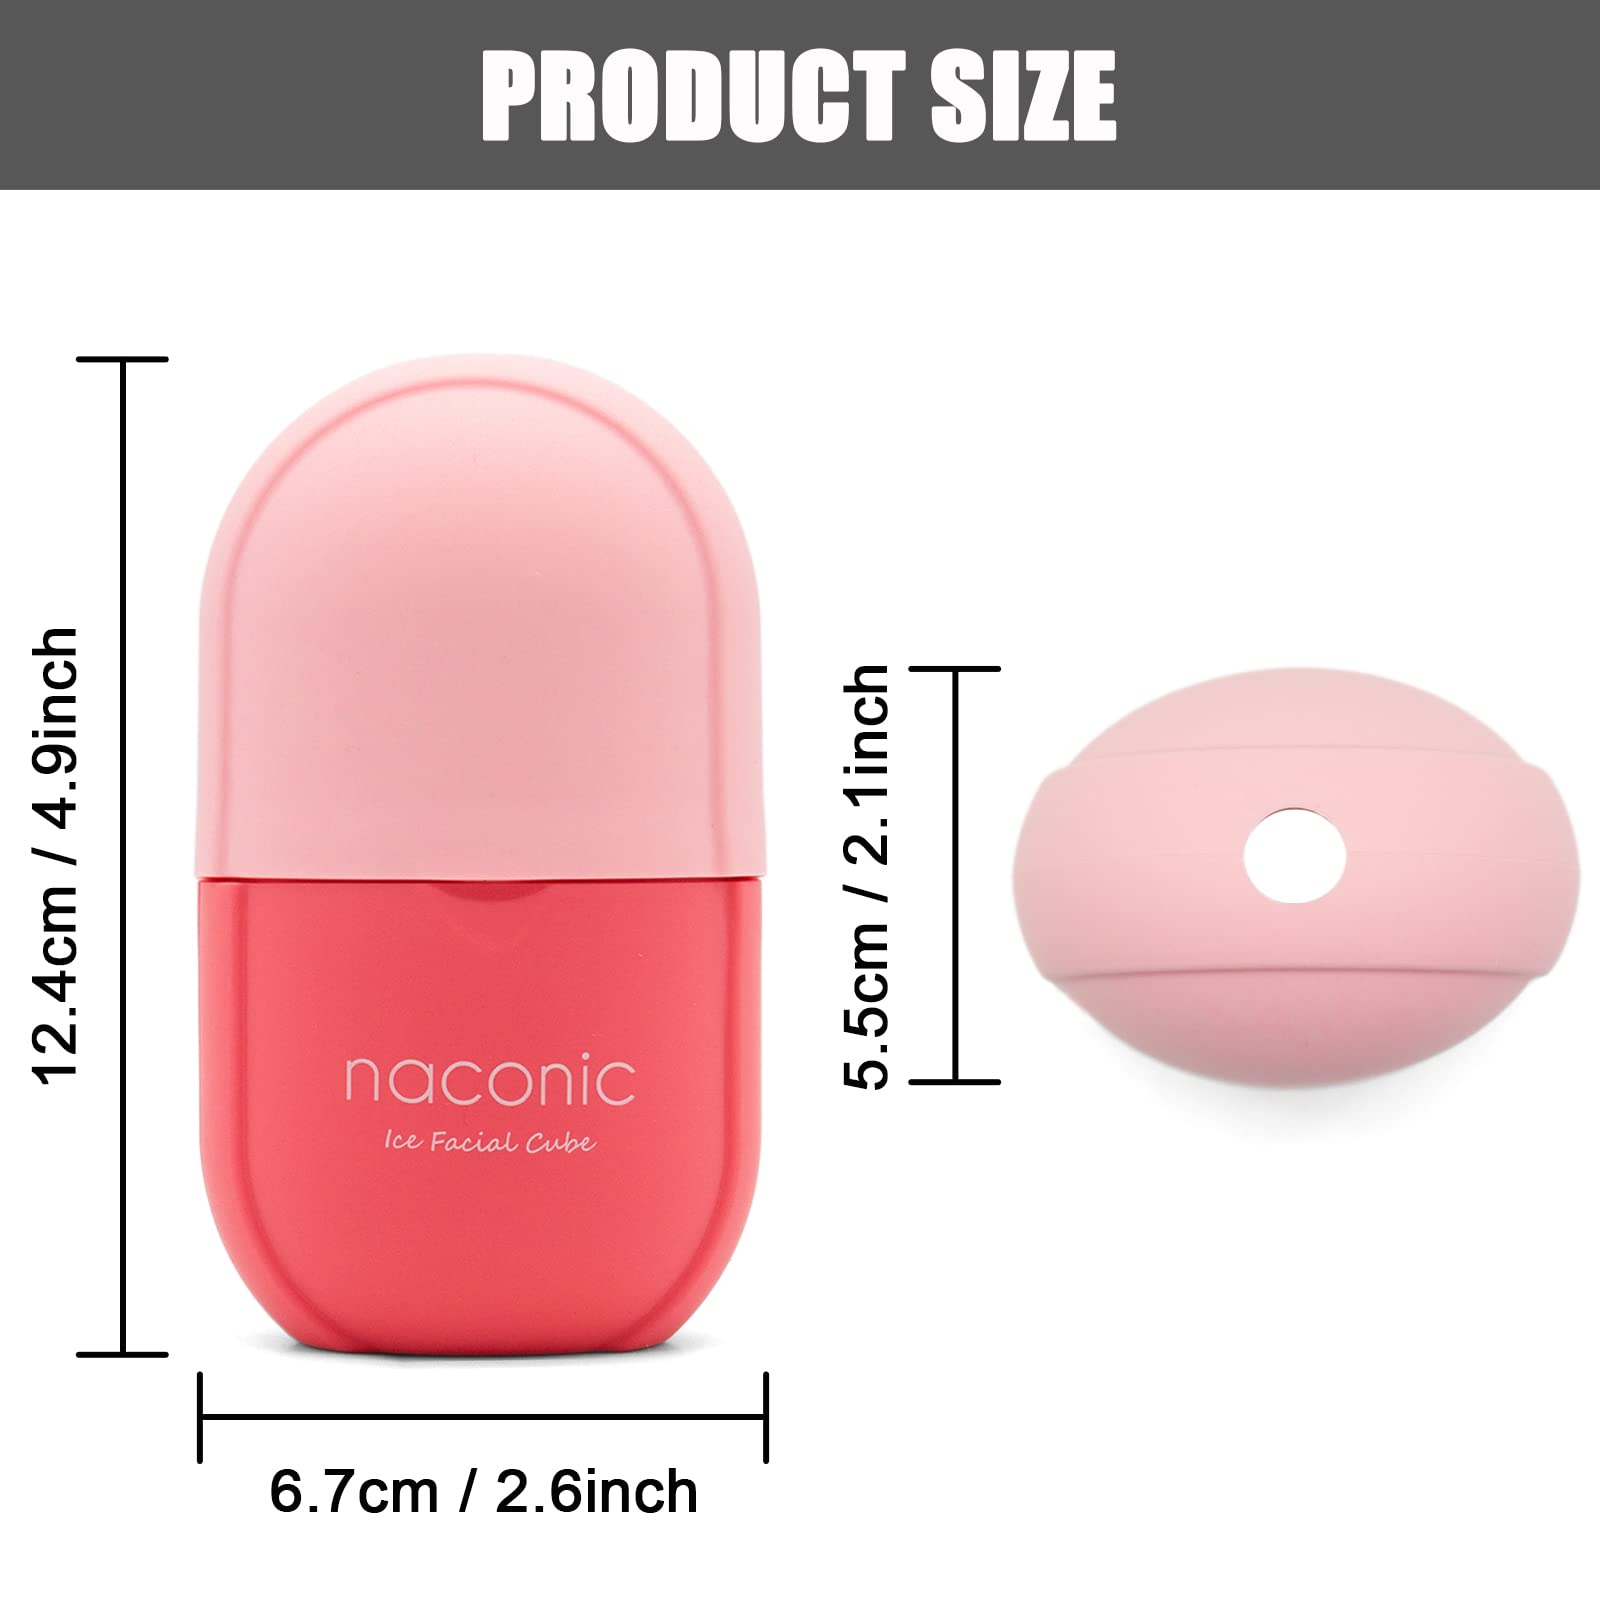 PRODUCT SIZE
12.4cm / 4.9inch
naconic
Ice Facial Cube
6.7cm / 2.6inch
5.5cm / 2.1inch